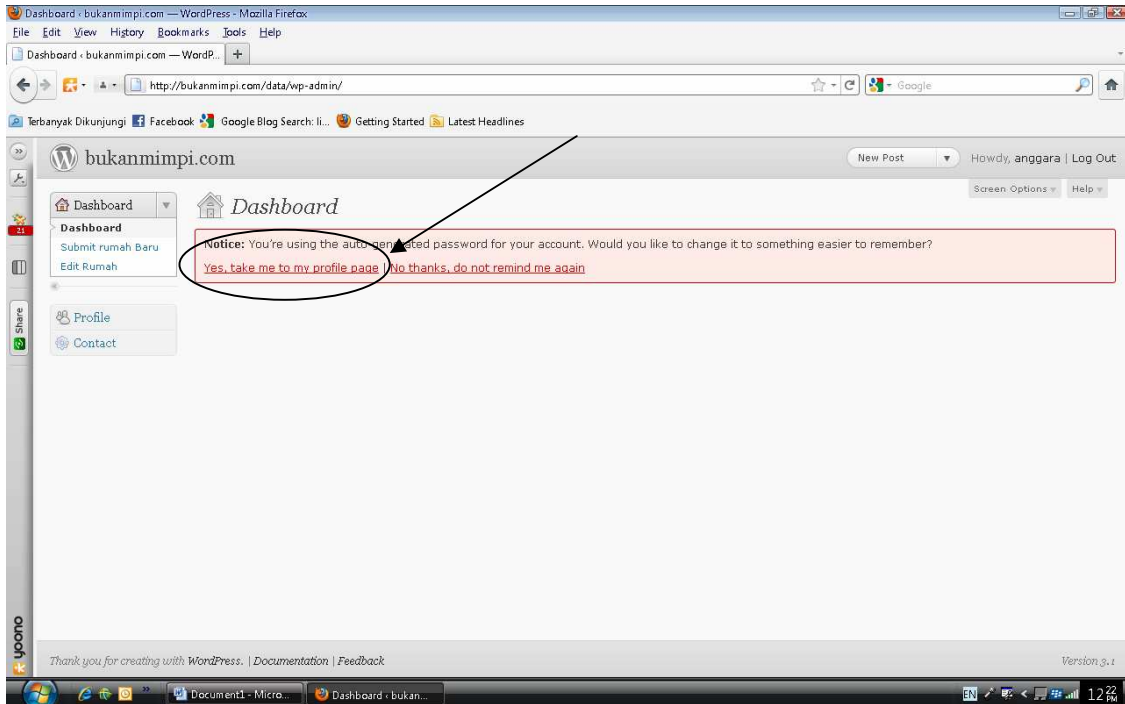 Dashboard ‹ bukanmimpi.com — WordPress - Mozilla Firefox
File Edit View History Bookmarks Tools Help
Dashboard ‹ bukanmimpi.com — WordP... +
http://bukanmimpi.com/data/wp-admin/ Google
Terbanyak Dikunjungi Facebook Google Blog Search: li... Getting Started Latest Headlines
bukanmimpi.com New Post Howdy, anggara | Log Out
Screen Options Help
Dashboard Dashboard
Dashboard
Submit rumah Baru
Edit Rumah
Notice: You're using the auto-generated password for your account. Would you like to change it to something easier to remember?
Yes, take me to my profile page | No thanks, do not remind me again
Profile
Contact
21
Share
yoono
Thank you for creating with WordPress. | Documentation | Feedback Version 3.1
Document1 - Micro... Dashboard ‹ bukan... EN 12 22 PM